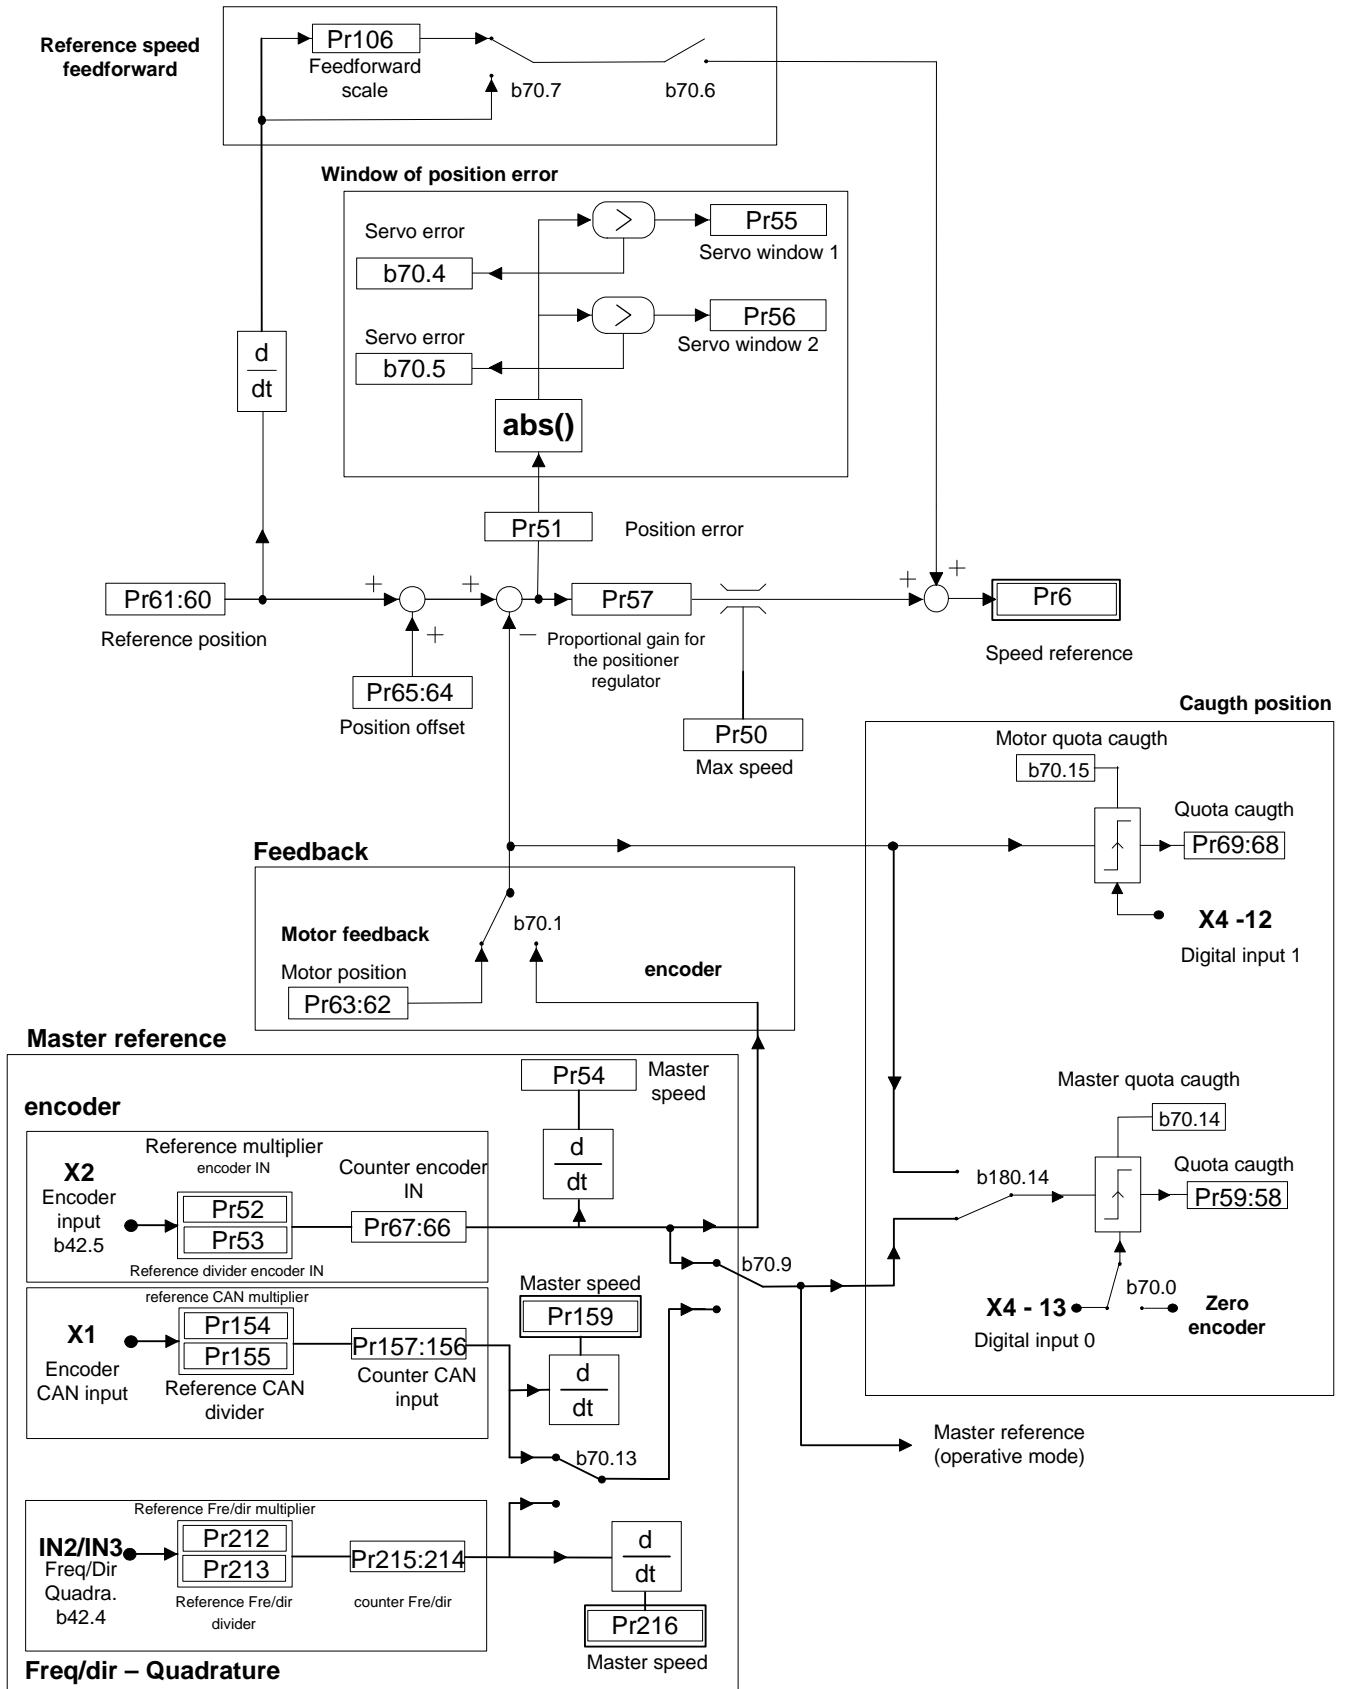 Reference speed
feedforward
Pr106
Feedforward
scale
b70.7
b70.6
Window of position error
Servo error
b70.4
>
Pr55
Servo window 1
Servo error
b70.5
>
Pr56
Servo window 2
d
dt
abs()
Pr51
Position error
Pr61:60
Reference position
+
+
+
−
Pr65:64
Position offset
Pr57
Proportional gain for
the positioner
regulator
Pr50
Max speed
+
+
Pr6
Speed reference
Caugth position
Motor quota caugth
b70.15
Quota caugth
Pr69:68
X4 -12
Digital input 1
Feedback
Motor feedback
b70.1
Motor position
Pr63:62
encoder
Master quota caugth
b70.14
b180.14
Quota caugth
Pr59:58
b70.0
X4 - 13
Digital input 0
Zero
encoder
Master reference
encoder
Pr54
Master
speed
d
dt
X2
Encoder
input
b42.5
Reference multiplier
encoder IN
Pr52
Pr53
Reference divider encoder IN
Counter encoder
IN
Pr67:66
b70.9
X1
Encoder
CAN input
reference CAN multiplier
Pr154
Pr155
Reference CAN
divider
Pr157:156
Counter CAN
input
Master speed
Pr159
d
dt
b70.13
Master reference
(operative mode)
IN2/IN3
Freq/Dir
Quadra.
b42.4
Reference Fre/dir multiplier
Pr212
Pr213
Reference Fre/dir
divider
Pr215:214
counter Fre/dir
d
dt
Pr216
Master speed
Freq/dir – Quadrature